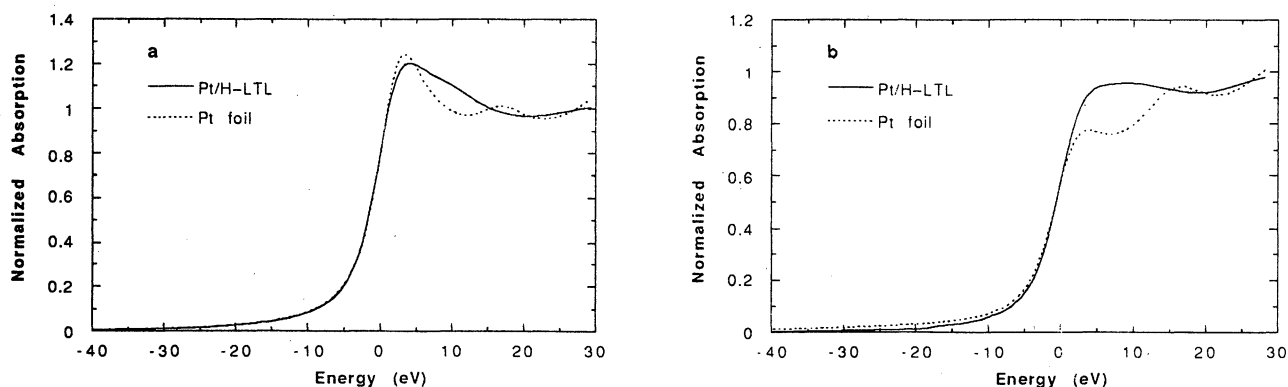 1.4
1.2
1
0.8
0.6
0.4
0.2
0
Normalized Absorption
a
Pt/H-LTL
Pt foil
-40 -30 -20 -10 0 10 20 30
Energy (eV)
1.2
1.0
0.8
0.6
0.4
0.2
0
Normalized Absorption
b
Pt/H-LTL
Pt foil
-40 -30 -20 -10 0 10 20 30
Energy (eV)